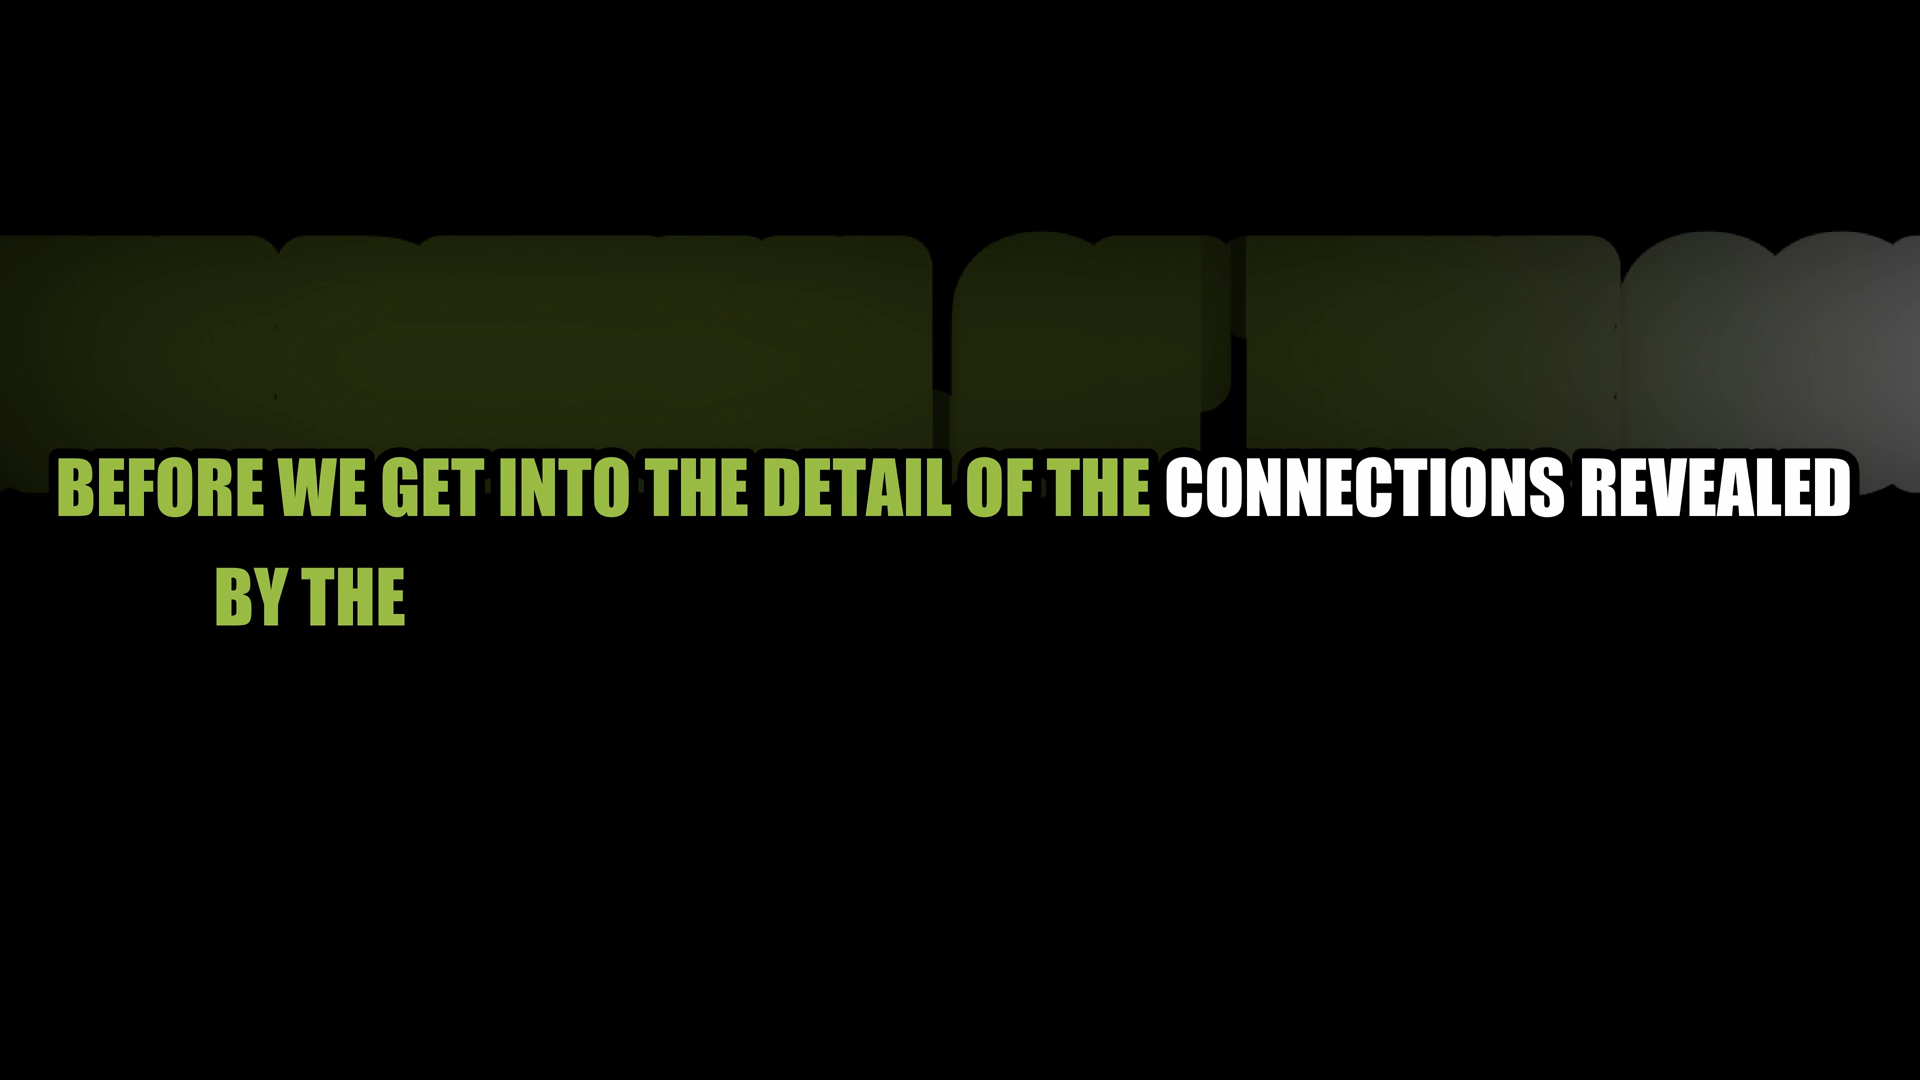 BEFORE WE GET INTO THE DETAIL OF THE CONNECTIONS REVEALED
BY THE